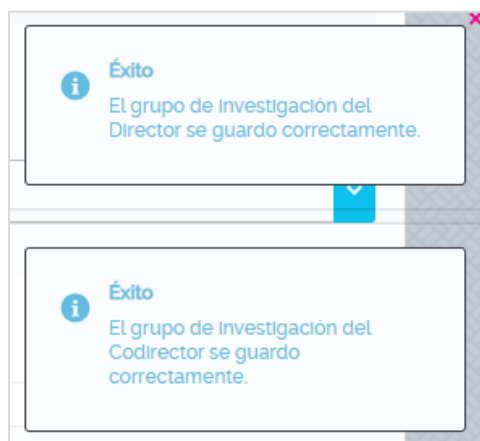 Éxito
El grupo de investigación del
Director se guardo correctamente.
Éxito
El grupo de investigación del
Codirector se guardo
correctamente.